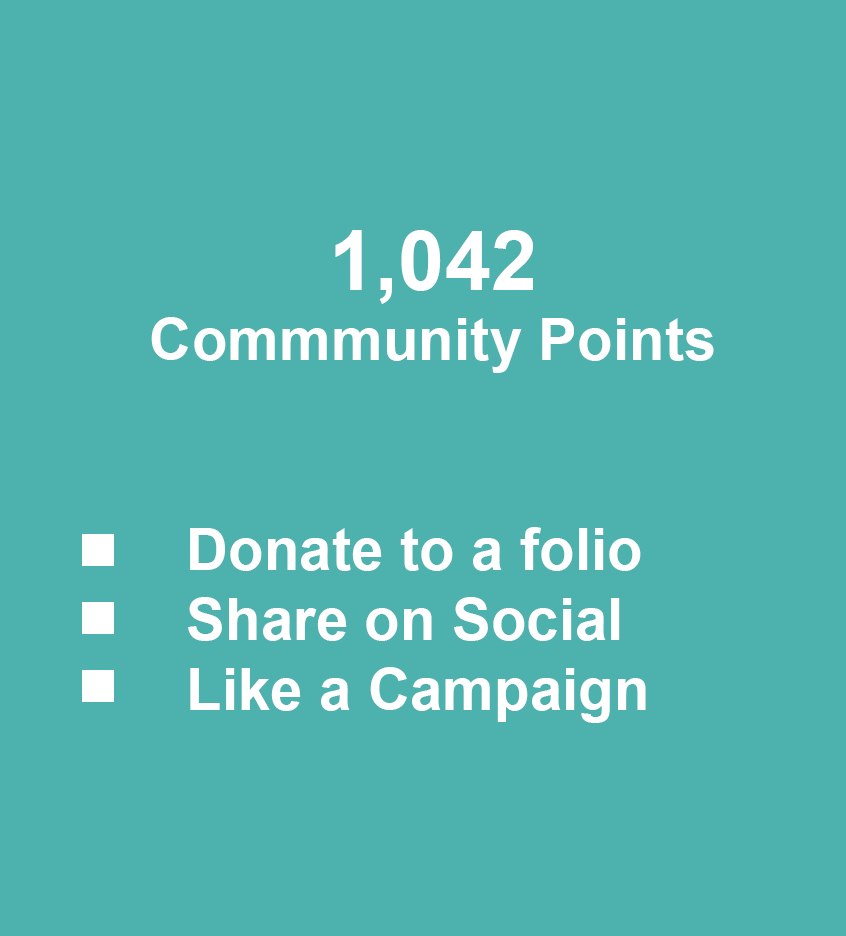 1,042
Commmunity Points
Donate to a folio
Share on Social
Like a Campaign